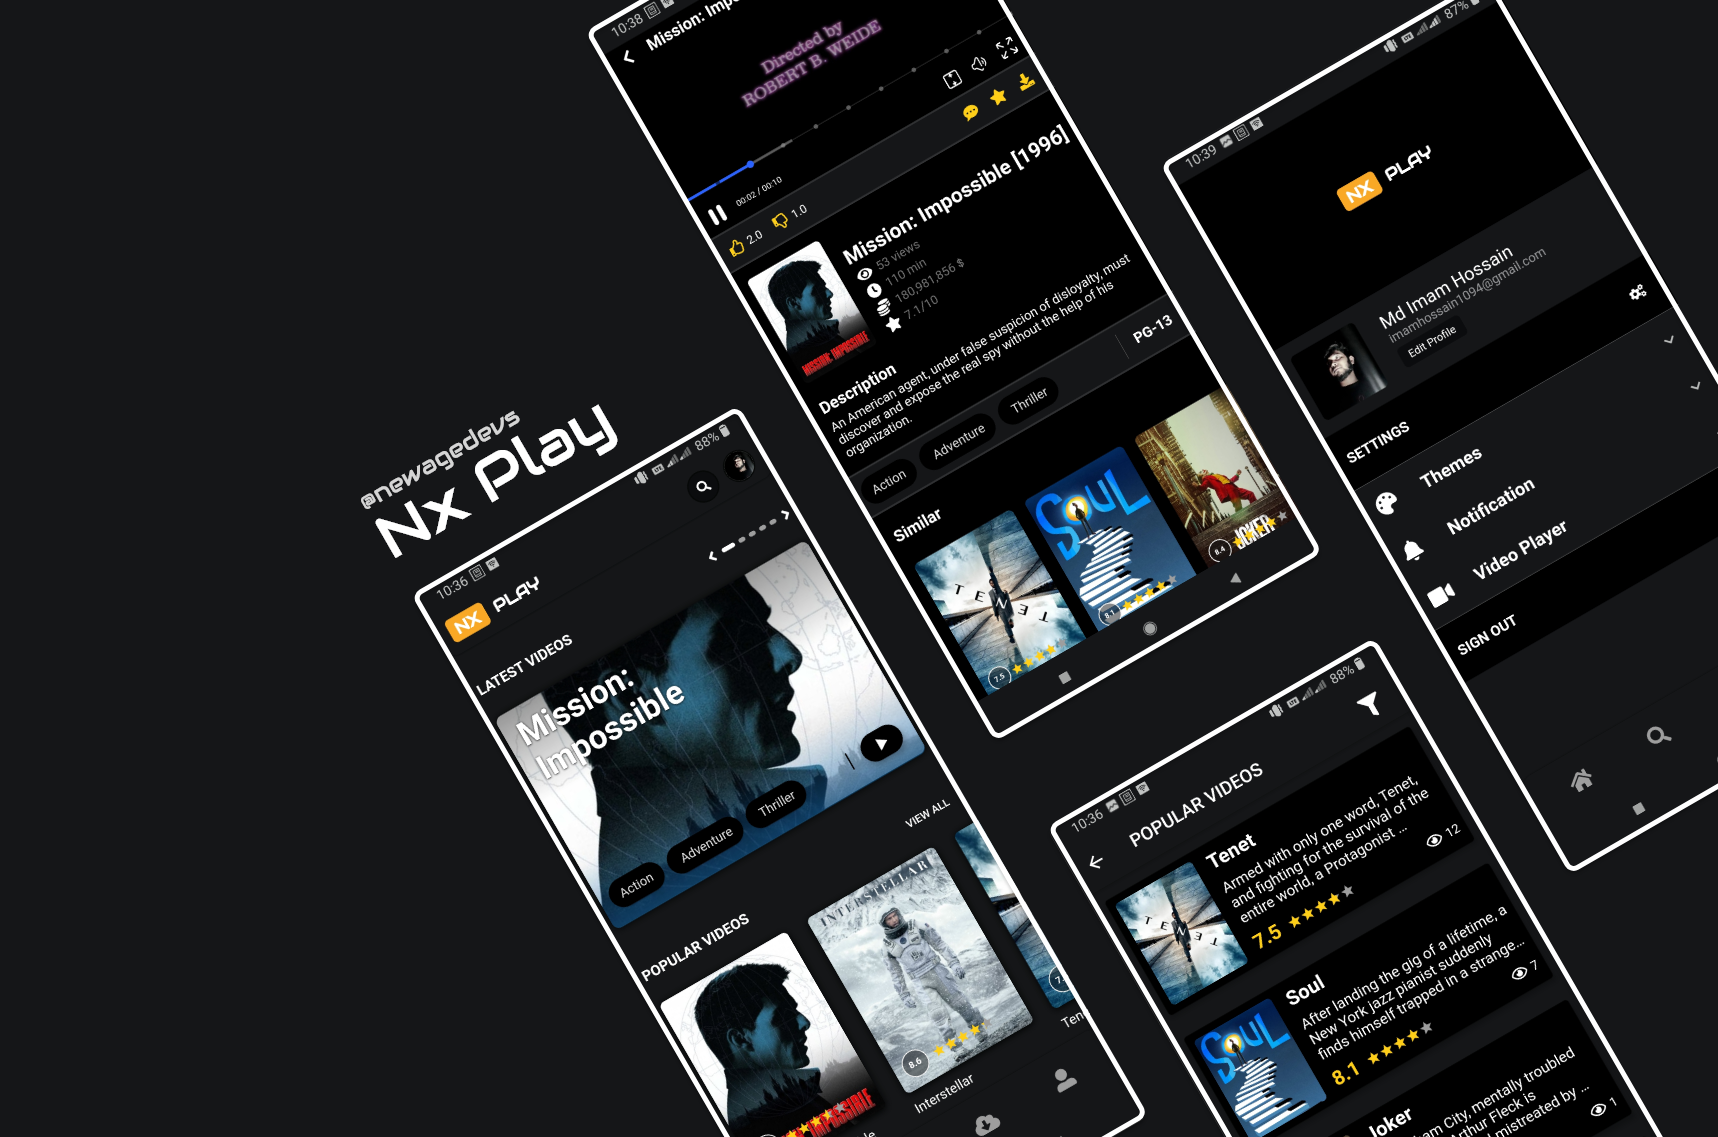 @newagedevs
Nx Play
10:36
88%
NX PLAY
LATEST VIDEOS
Mission:
Impossible
Action
Adventure
Thriller
VIEW ALL
POPULAR VIDEOS
INTERSTELLAR
8.6
Interstellar
10:38
Directed by
ROBERT B. WEIDE
00:02 / 00:10
2.0
1.0
Mission: Impossible [1996]
53 views
110 min
180,981,856 $
7.1/10
MISSION: IMPOSSIBLE
Description
An American agent, under false suspicion of disloyalty, must
discover and expose the real spy without the help of his
organization.
PG-13
Action
Adventure
Thriller
Similar
TENET
7.5
SOUL
8.1
JOKER
8.4
10:39
87%
NX PLAY
Md Imam Hossain
imamhossain1094@gmail.com
Edit Profile
SETTINGS
Themes
Notification
Video Player
SIGN OUT
10:36
88%
POPULAR VIDEOS
TENET
Tenet
Armed with only one word, Tenet,
and fighting for the survival of the
entire world, a Protagonist ...
7.5
12
SOUL
Soul
After landing the gig of a lifetime, a
New York jazz pianist suddenly
finds himself trapped in a strange...
8.1
7
Joker
City, mentally troubled
Arthur Fleck is
mistreated by ...
1